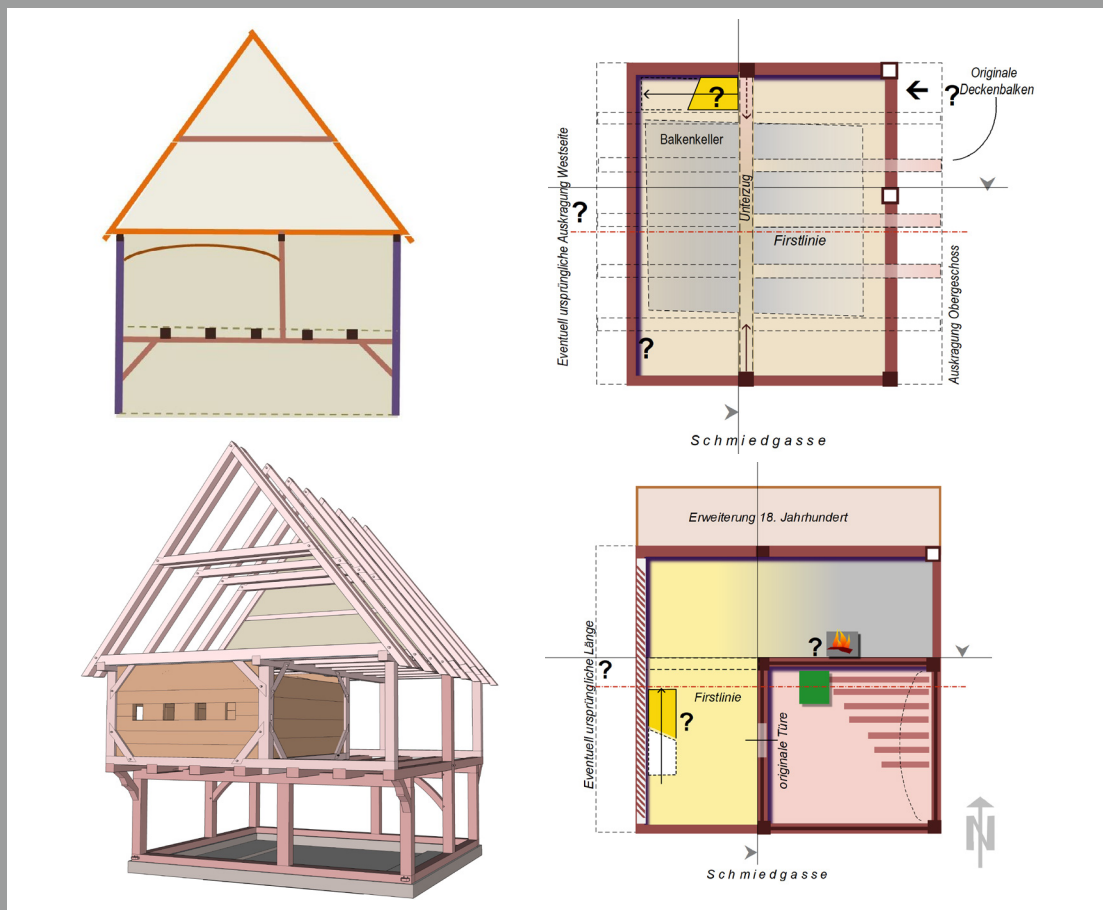 ?
?
Originale
Deckenbalken
Balkenkeller
Eventuell ursprüngliche Auskragung Westseite
Unterzug
?
Firstlinie
Auskragung Obergeschoss
?
Schmiedgasse
Erweiterung 18. Jahrhundert
Eventuell ursprüngliche Länge
?
?
Firstlinie
?
originale Türe
N
Schmiedgasse